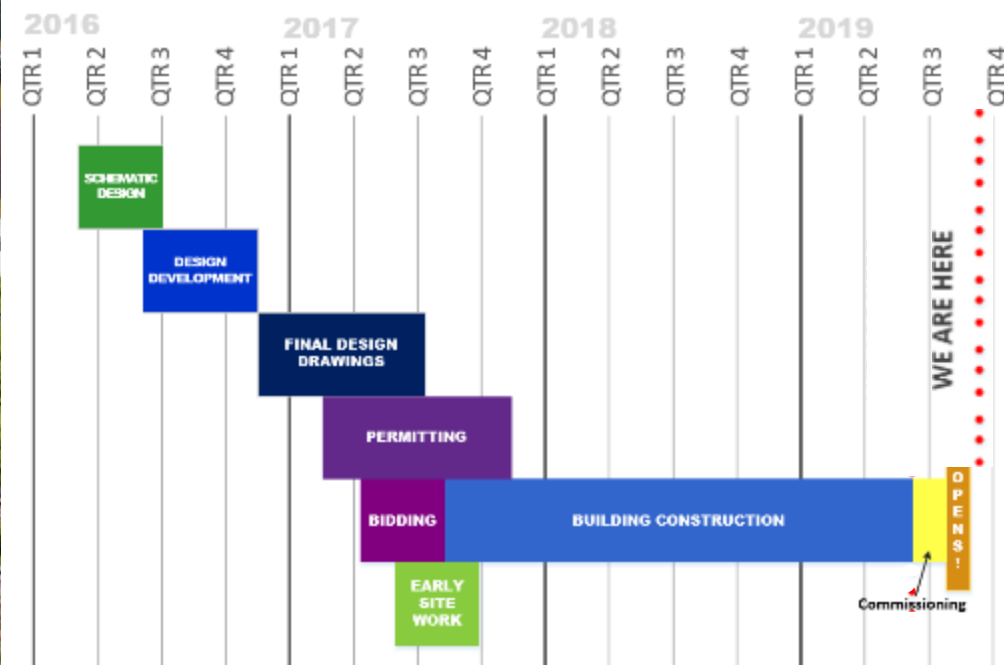 2016
2017
2018
2019
QTR 1
QTR 2
QTR 3
QTR 4
QTR 1
QTR 2
QTR 3
QTR 4
QTR 1
QTR 2
QTR 3
QTR 4
QTR 1
QTR 2
QTR 3
QTR 4
SCHEMATIC
DESIGN
DESIGN
DEVELOPMENT
WE ARE HERE
FINAL DESIGN
DRAWINGS
PERMITTING
BIDDING
BUILDING CONSTRUCTION
OPENS!
EARLY
SITE
WORK
Commissioning